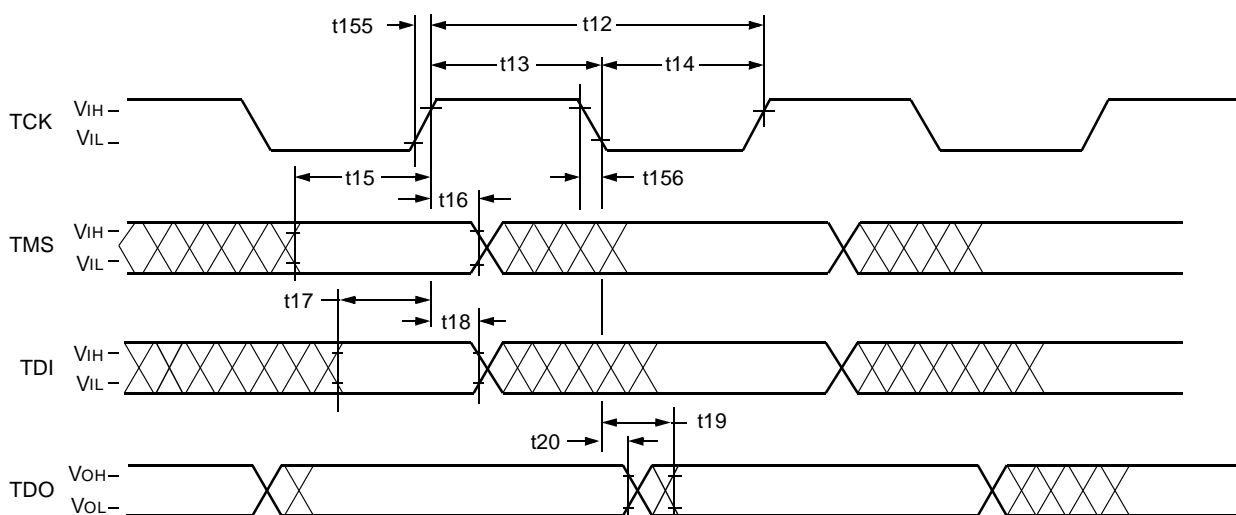 t155
t12
t13
t14
TCK
VIH
VIL
t15
t156
t16
TMS
VIH
VIL
t17
t18
TDI
VIH
VIL
t19
t20
TDO
VOH
VOL